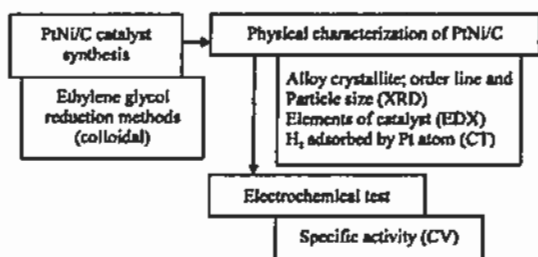 PtNi/C catalyst
synthesis
Ethylene glycol
reduction methods
(colloidal)
Physical characterization of PtNi/C
Alloy crystallite; order line and
Particle size (XRD)
Elements of catalyst (EDX)
H₂ adsorbed by Pt atom (CT)
Electrochemical test
Specific activity (CV)